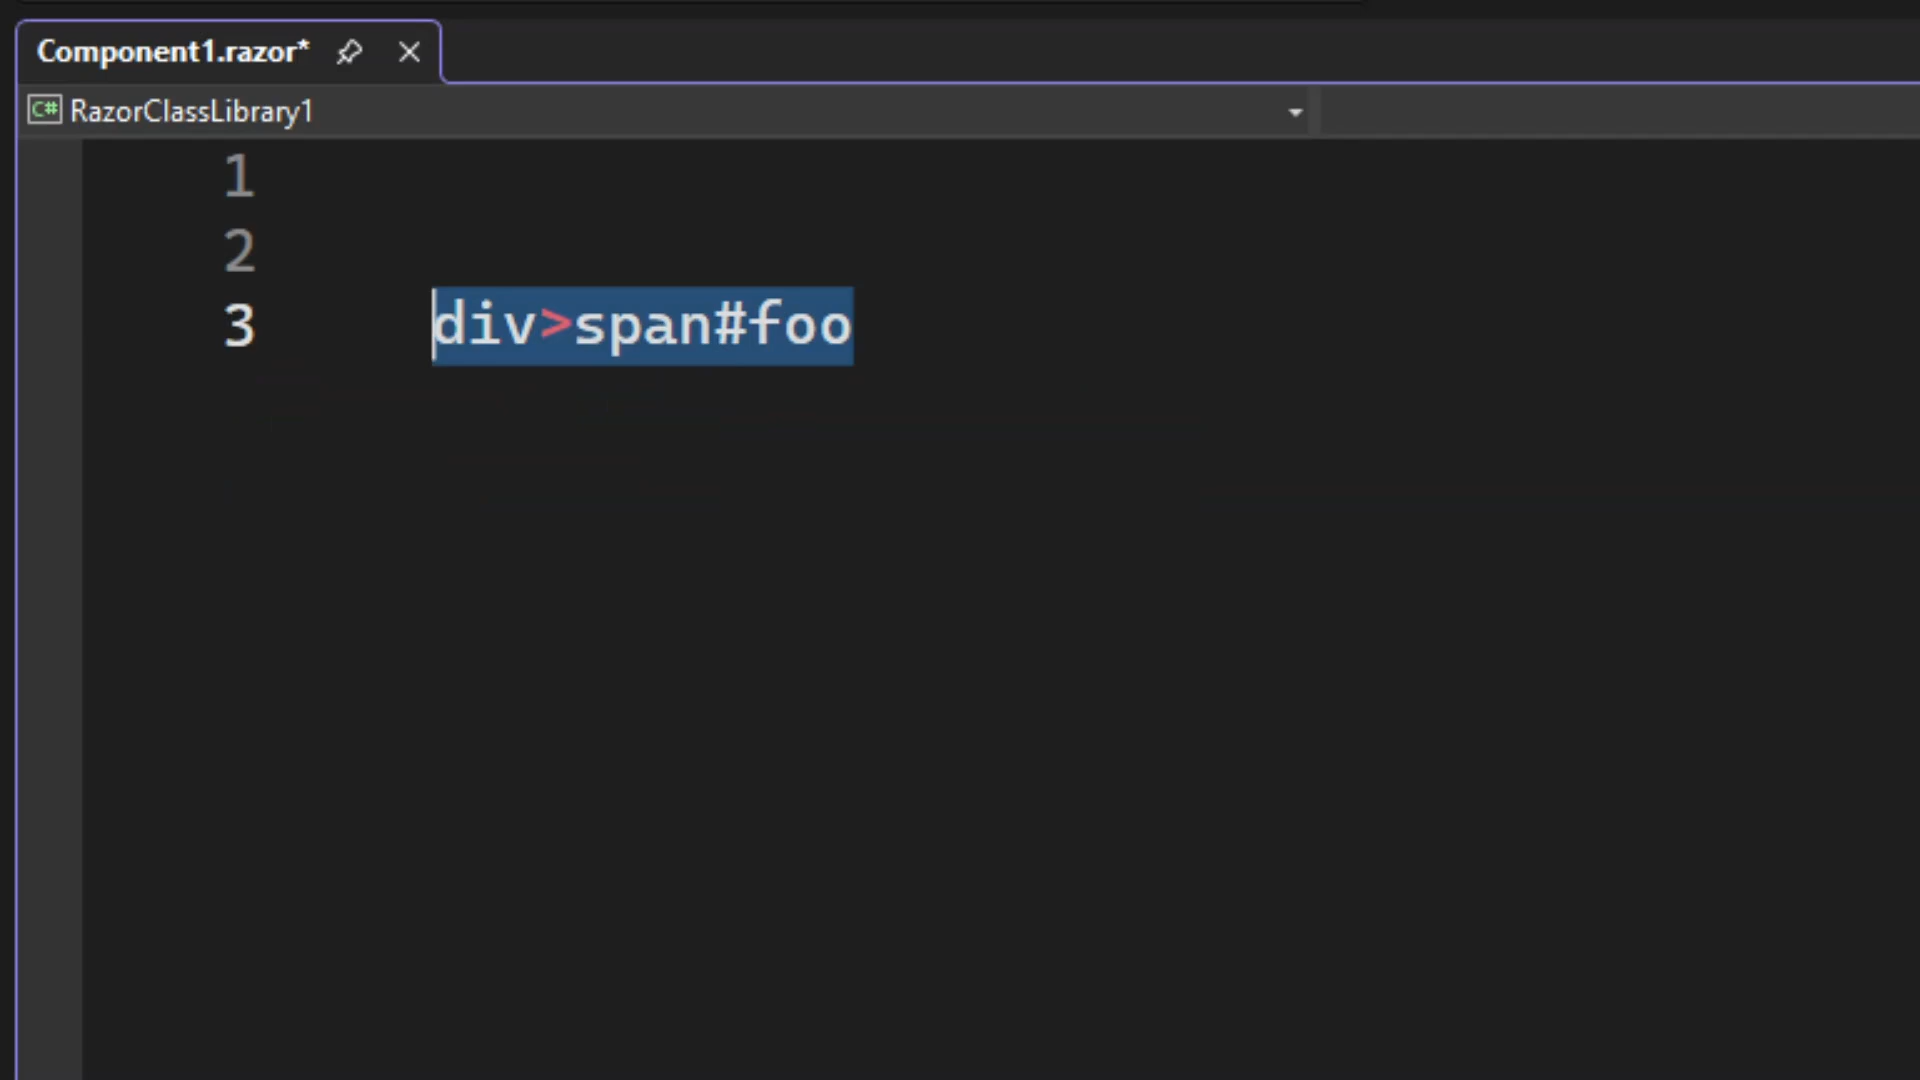 Component1.razor*
C# RazorClassLibrary1
1
2
3 div>span#foo